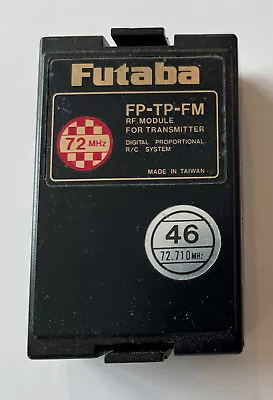 Futaba
FP-TP-FM
RF. MODULE
FOR TRANSMITTER
72 MHz
DIGITAL PROPORTIONAL
R/C SYSTEM
MADE IN TAIWAN
46
72.710MHz